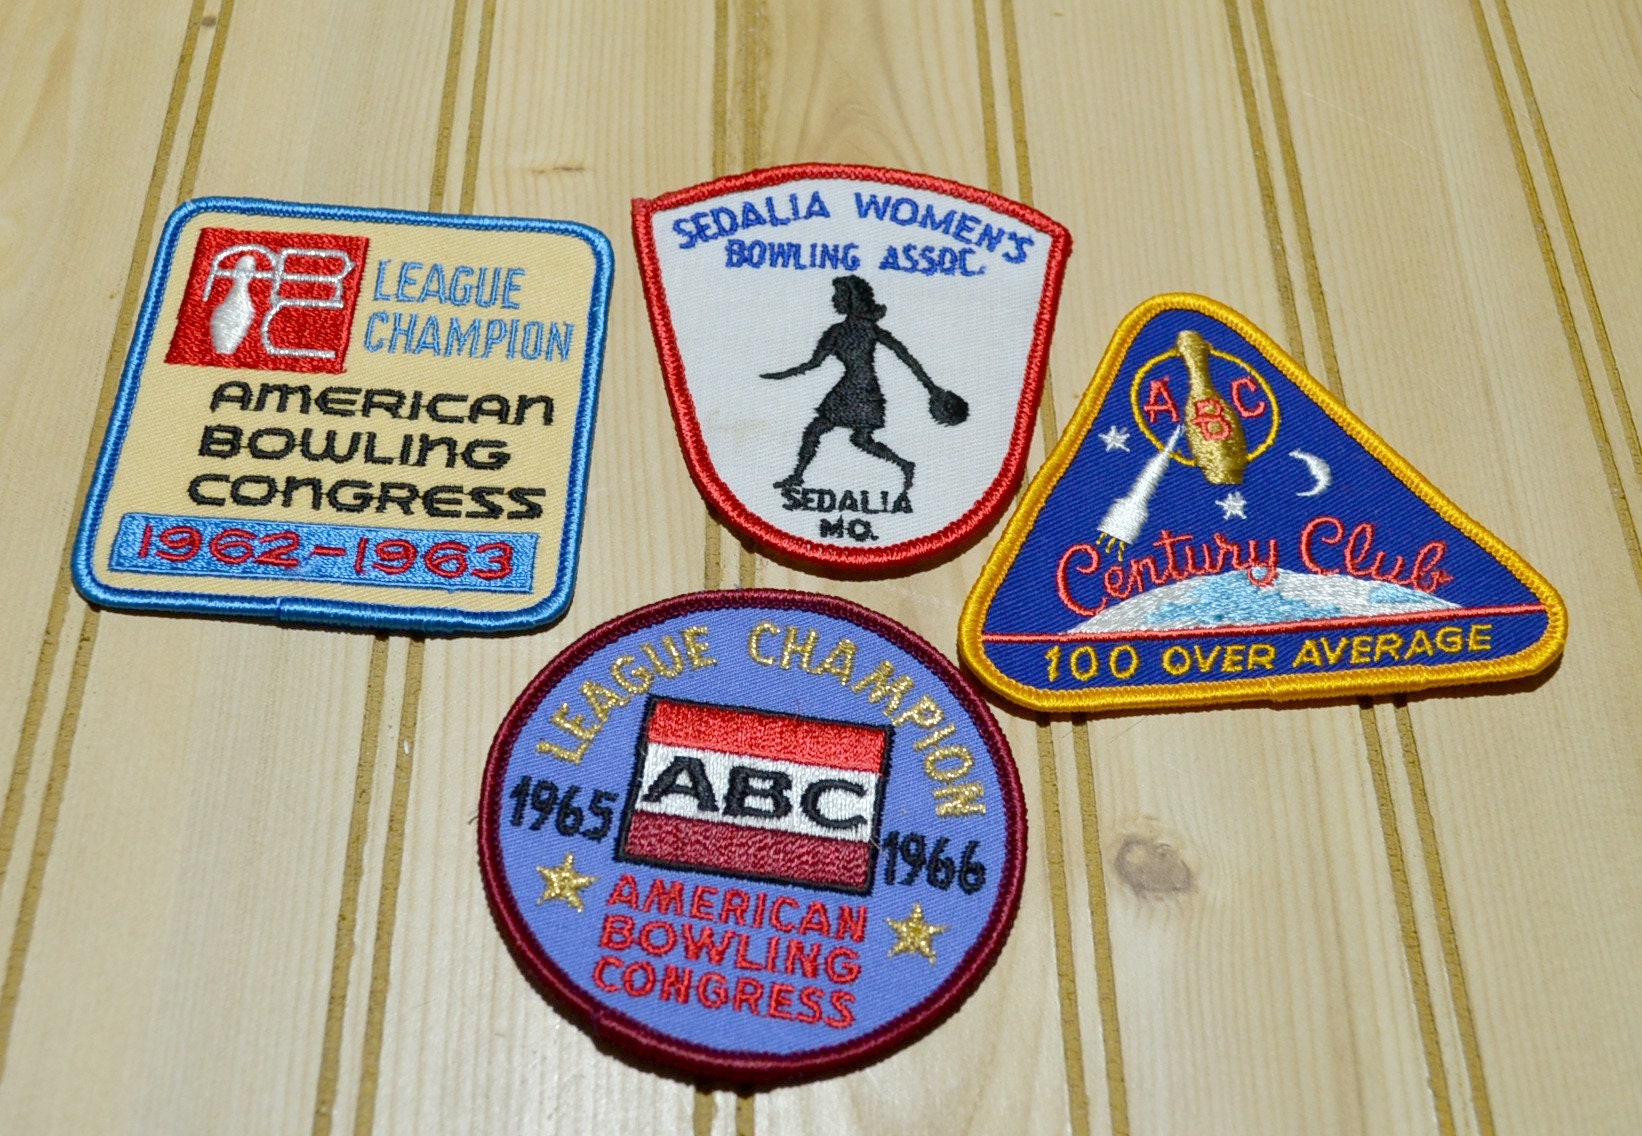 ABC
LEAGUE
CHAMPION
AMERICAN
BOWLING
CONGRESS
1962-1963
SEDALIA WOMEN'S
BOWLING ASSOC.
SEDALIA
MO.
A B C
Century Club
100 OVER AVERAGE
LEAGUE CHAMPION
1965 ABC 1966
AMERICAN
BOWLING
CONGRESS